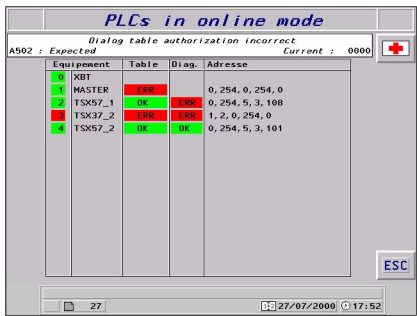 PLCs in online mode
Dialog table authorization incorrect
A502 : Expected Current : 0000
Equipement Table Diag. Adresse
0 XBT
1 MASTER ERR 0,254,0,254,0
2 TSX57_1 OK ERR 0,254,5,3,108
3 TSX37_2 ERR ERR 1,2,0,254,0
4 TSX57_2 OK OK 0,254,5,3,101
ESC
27 27/07/2000 17:52